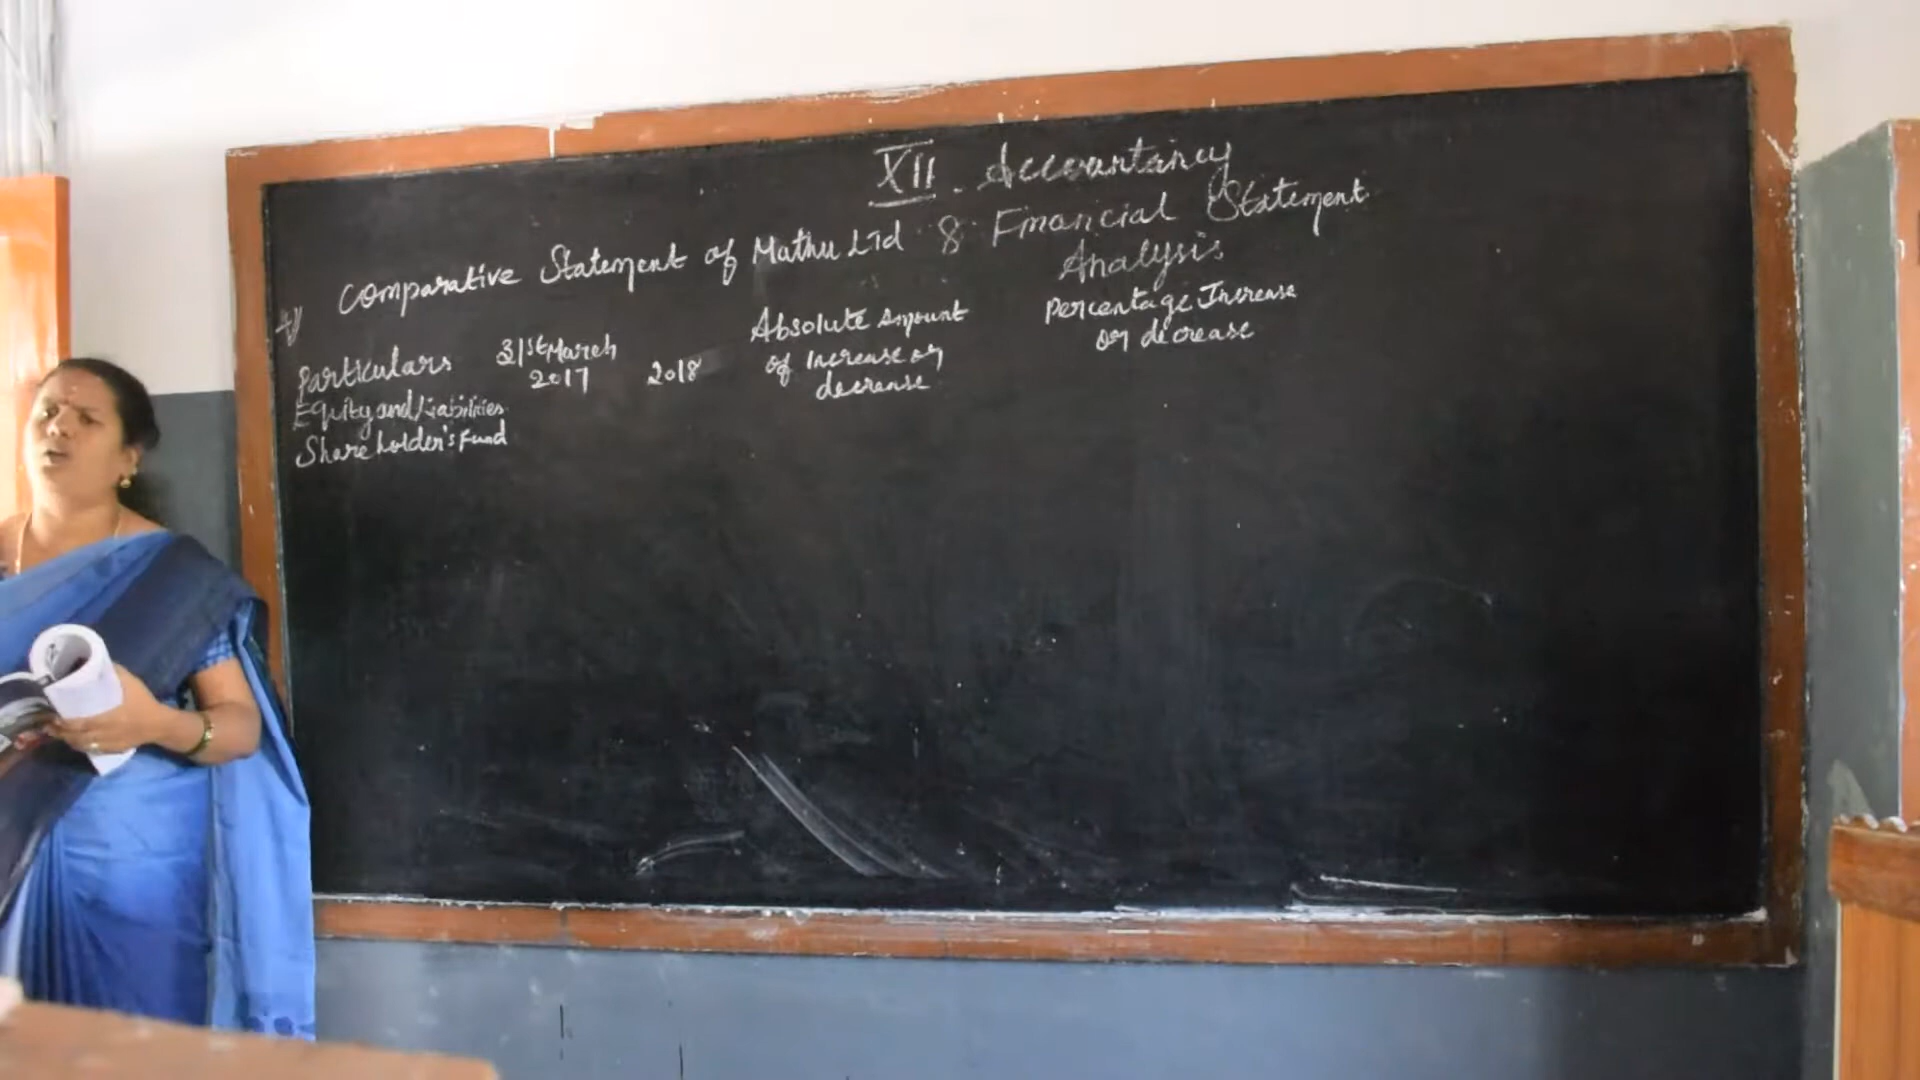 XII. Accountancy
8. Financial Statement
Analysis
4) Comparative Statement of Mathu Ltd
Particulars 31st March 2017 2018
Absolute Amount
of Increase or
decrease
Percentage Increase
or decrease
Equity and Liabilities
Share holder's Fund